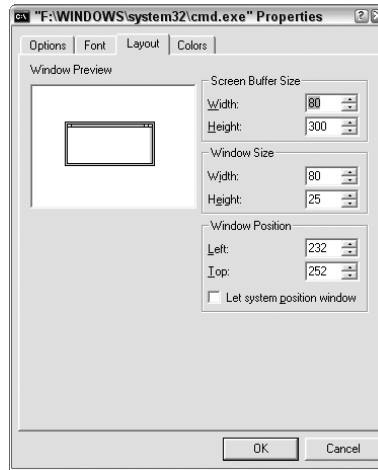 "F:\WINDOWS\system32\cmd.exe" Properties
Options Font Layout Colors
Window Preview
Screen Buffer Size
Width: 80
Height: 300
Window Size
Width: 80
Height: 25
Window Position
Left: 232
Top: 252
Let system position window
OK Cancel